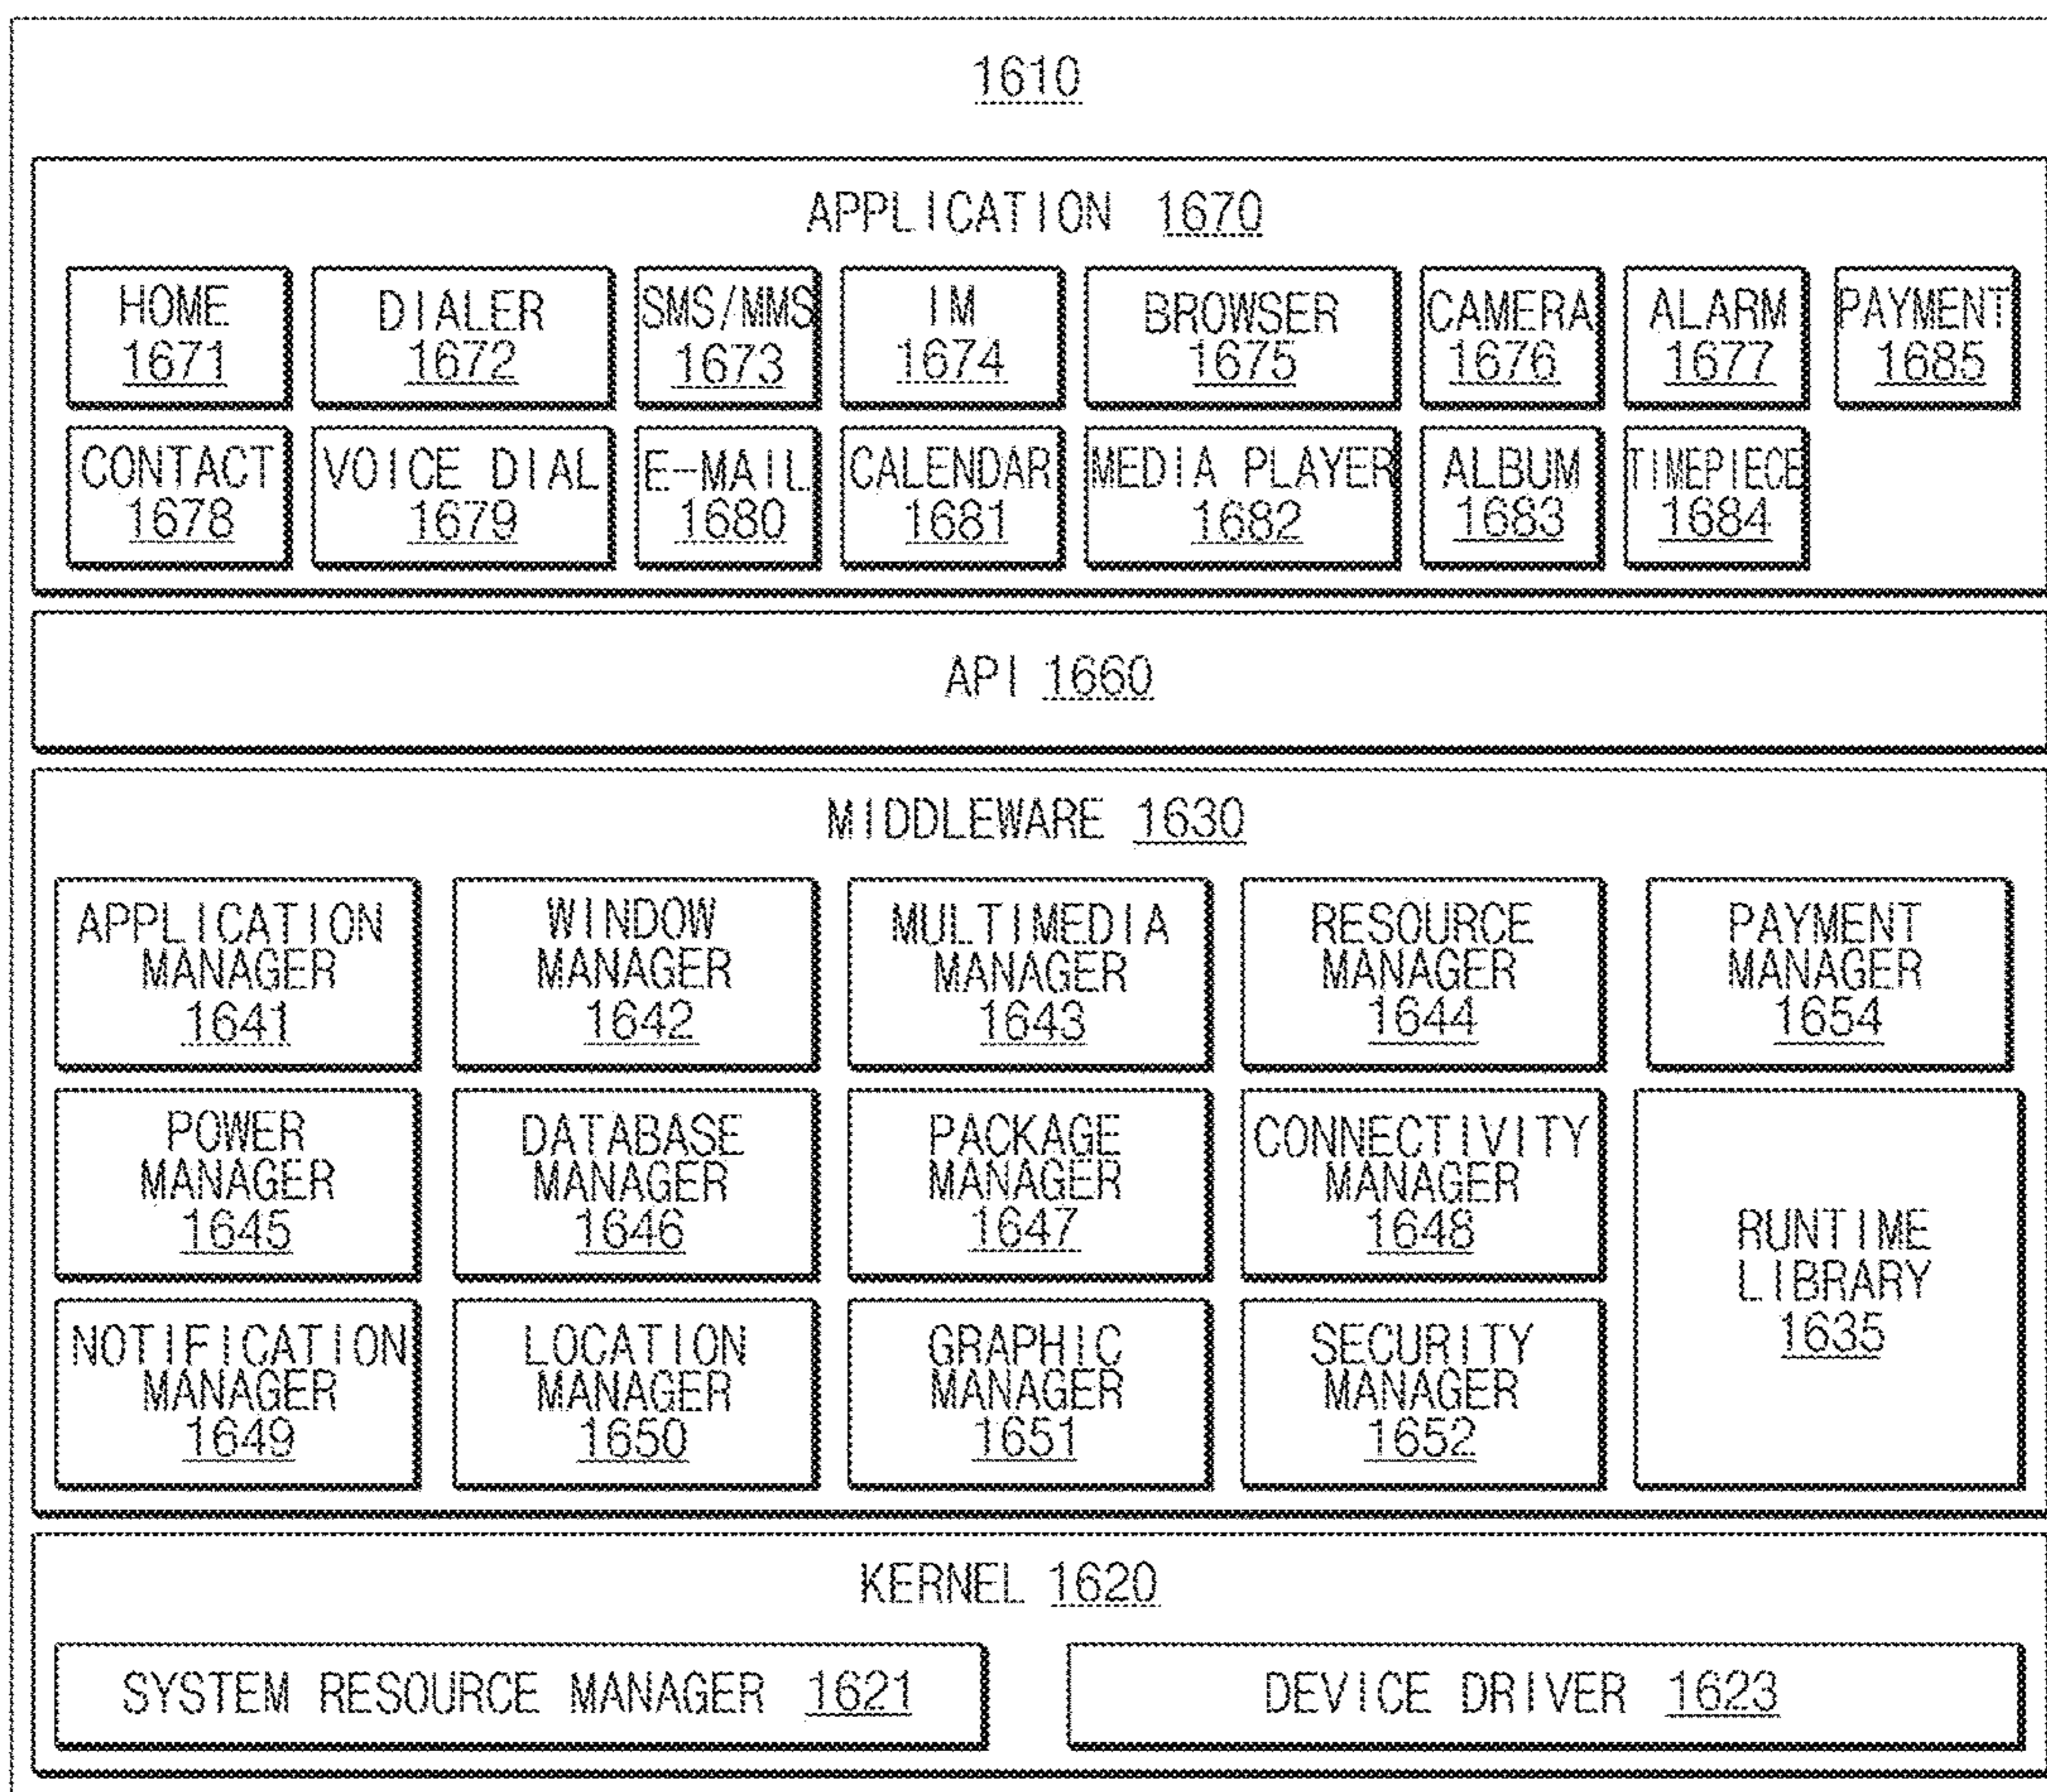 1610
APPLICATION 1670
HOME
1671
DIALER
1672
SMS/MMS
1673
IM
1674
BROWSER
1675
CAMERA
1676
ALARM
1677
PAYMENT
1685
CONTACT
1678
VOICE DIAL
1679
E-MAIL
1680
CALENDAR
1681
MEDIA PLAYER
1682
ALBUM
1683
TIMEPIECE
1684
API 1660
MIDDLEWARE 1630
APPLICATION
MANAGER
1641
WINDOW
MANAGER
1642
MULTIMEDIA
MANAGER
1643
RESOURCE
MANAGER
1644
PAYMENT
MANAGER
1654
POWER
MANAGER
1645
DATABASE
MANAGER
1646
PACKAGE
MANAGER
1647
CONNECTIVITY
MANAGER
1648
RUNTIME
LIBRARY
1635
NOTIFICATION
MANAGER
1649
LOCATION
MANAGER
1650
GRAPHIC
MANAGER
1651
SECURITY
MANAGER
1652
KERNEL 1620
SYSTEM RESOURCE MANAGER 1621
DEVICE DRIVER 1623